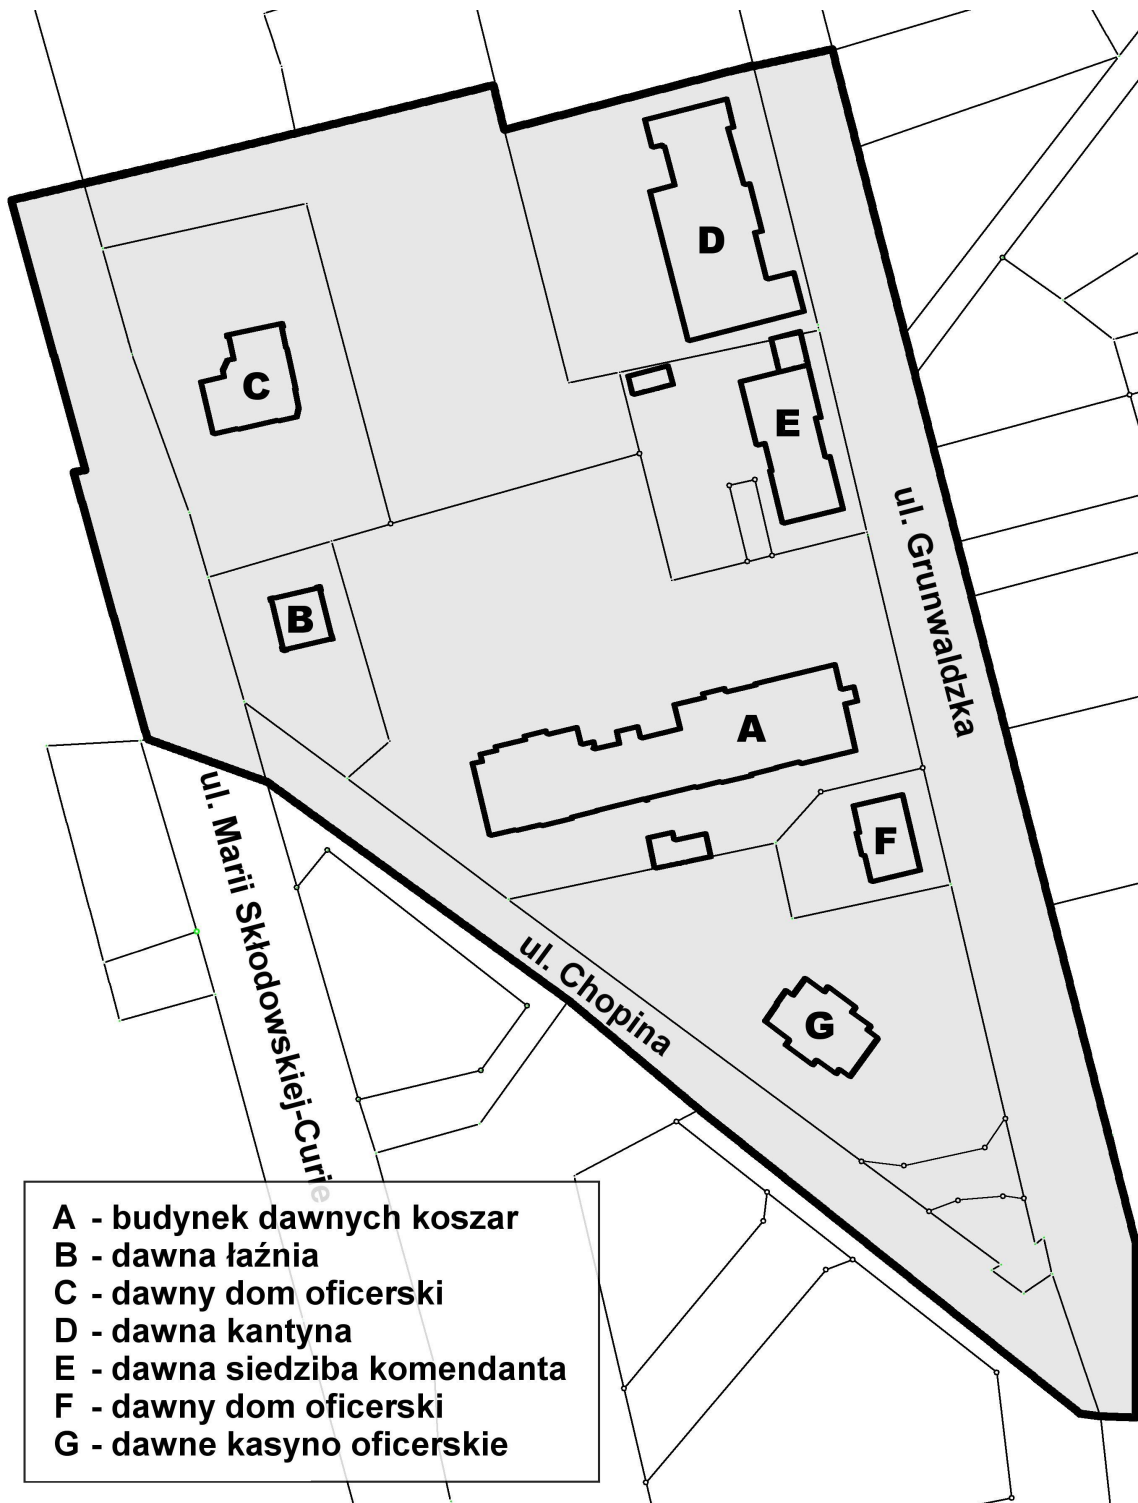 D
C
E
ul. Grunwaldzka
B
A
F
ul. Marii Skłodowskiej-Curie
ul. Chopina
G
A - budynek dawnych koszar
B - dawna łaźnia
C - dawny dom oficerski
D - dawna kantyna
E - dawna siedziba komendanta
F - dawny dom oficerski
G - dawne kasyno oficerskie